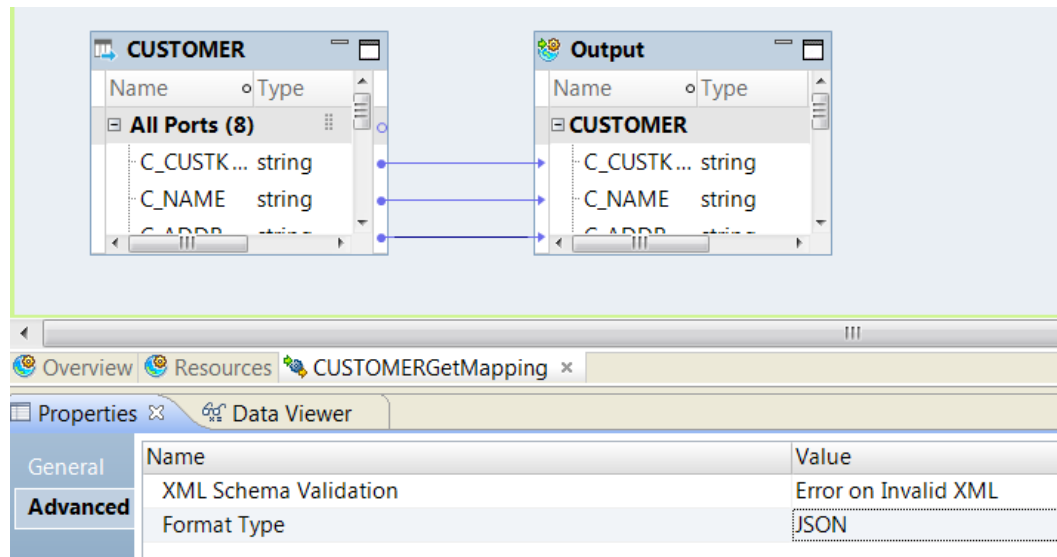 CUSTOMER
Output
Name Type
Name Type
All Ports (8)
CUSTOMER
C_CUSTK... string
C_CUSTK... string
C_NAME string
C_NAME string
Overview Resources CUSTOMERGetMapping
Properties Data Viewer
General
Advanced
Name Value
XML Schema Validation Error on Invalid XML
Format Type JSON